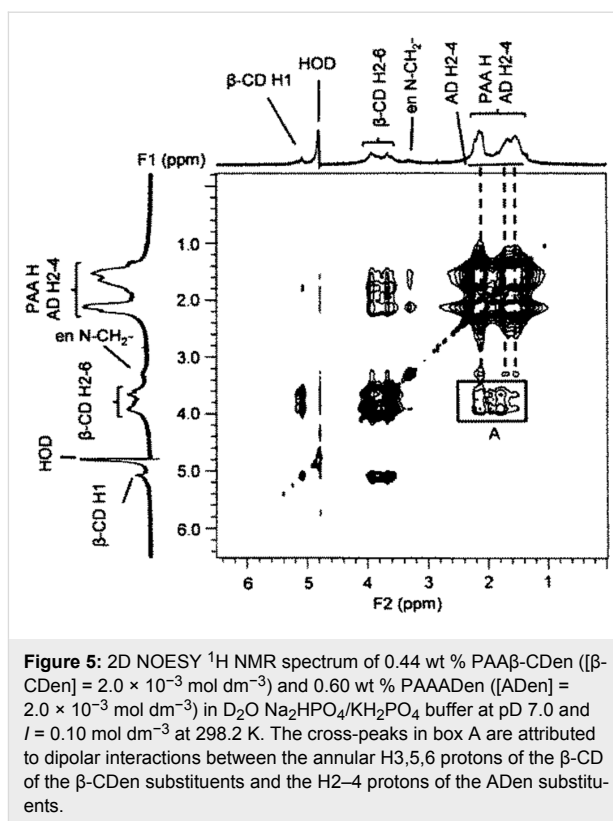 β-CD H1
HOD
β-CD H2-6
en N-CH₂-
AD H2-4
PAA H
AD H2-4
F1 (ppm)
PAA H
AD H2-4
en N-CH₂-
β-CD H2-6
HOD
β-CD H1
1.0
2.0
3.0
4.0
5.0
6.0
A
6 5 4 3 2 1
F2 (ppm)
Figure 5: 2D NOESY ¹H NMR spectrum of 0.44 wt % PAAβ-CDen ([β-
CDen] = 2.0 × 10⁻³ mol dm⁻³) and 0.60 wt % PAAADen ([ADen] =
2.0 × 10⁻³ mol dm⁻³) in D₂O Na₂HPO₄/KH₂PO₄ buffer at pD 7.0 and
I = 0.10 mol dm⁻³ at 298.2 K. The cross-peaks in box A are attributed
to dipolar interactions between the annular H3,5,6 protons of the β-CD
of the β-CDen substituents and the H2–4 protons of the ADen substitu-
ents.